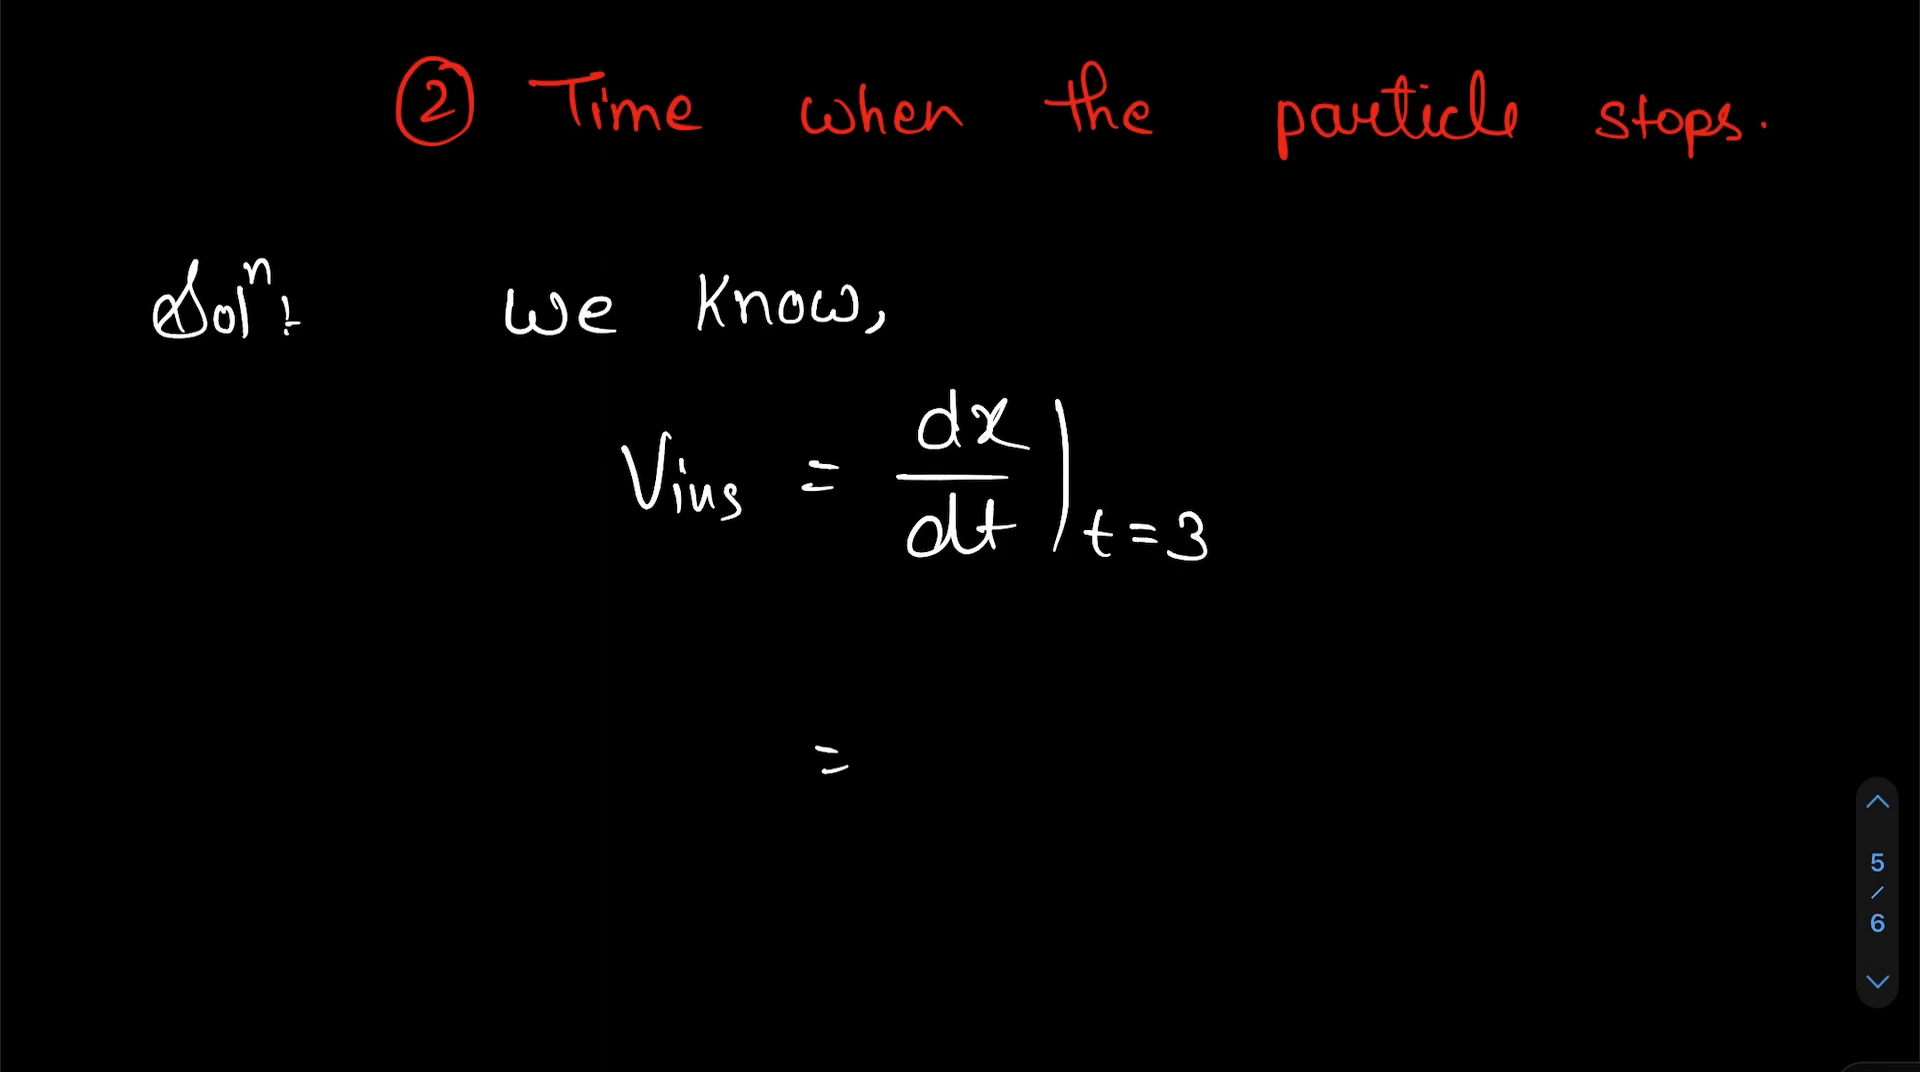 ② Time when the particle stops.
Solⁿ: we know,
Vins = dx/dt |t=3
=
5
/
6